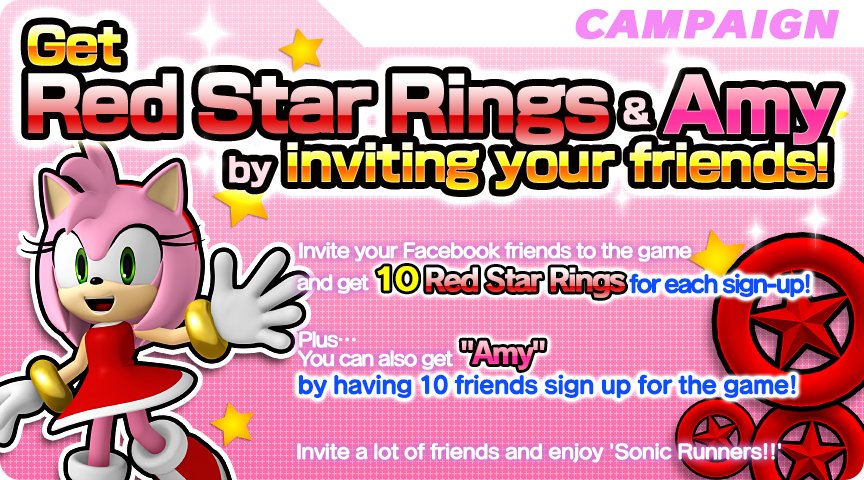 CAMPAIGN
Get
Red Star Rings & Amy
by inviting your friends!
Invite your Facebook friends to the game
and get 10 Red Star Rings for each sign-up!
Plus…
You can also get "Amy"
by having 10 friends sign up for the game!
Invite a lot of friends and enjoy 'Sonic Runners!!'